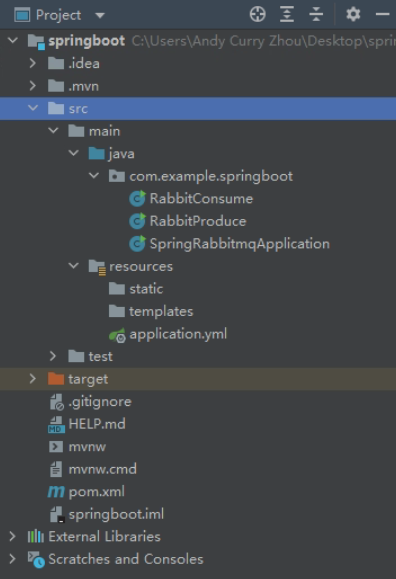 Project
springboot C:\Users\Andy Curry Zhou\Desktop\spri
.idea
.mvn
src
main
java
com.example.springboot
RabbitConsume
RabbitProduce
SpringRabbitmqApplication
resources
static
templates
application.yml
test
target
.gitignore
MD HELP.md
mvnw
mvnw.cmd
m pom.xml
springboot.iml
External Libraries
Scratches and Consoles